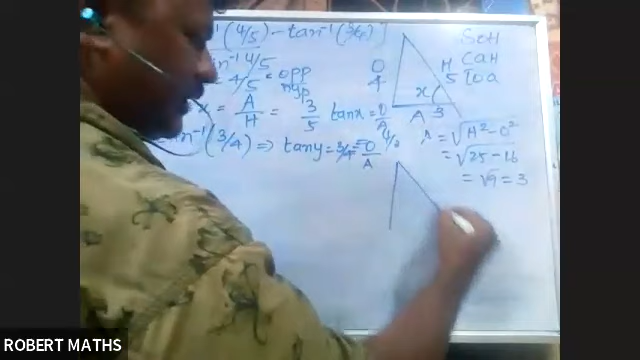 ⁻¹(4/5) - tan⁻¹(3/4)]
SOH
sin⁻¹ 4/5
CAH
= 4/5 = opp/hyp
O 4
H 5
TOA
x
A 3
x = A/H = 3/5 tanx = O/A
4/3
A = √H² - O²
= √25 - 16
= √9 = 3
tan⁻¹(3/4) ⇒ tany = 3/4 = O/A
ROBERT MATHS